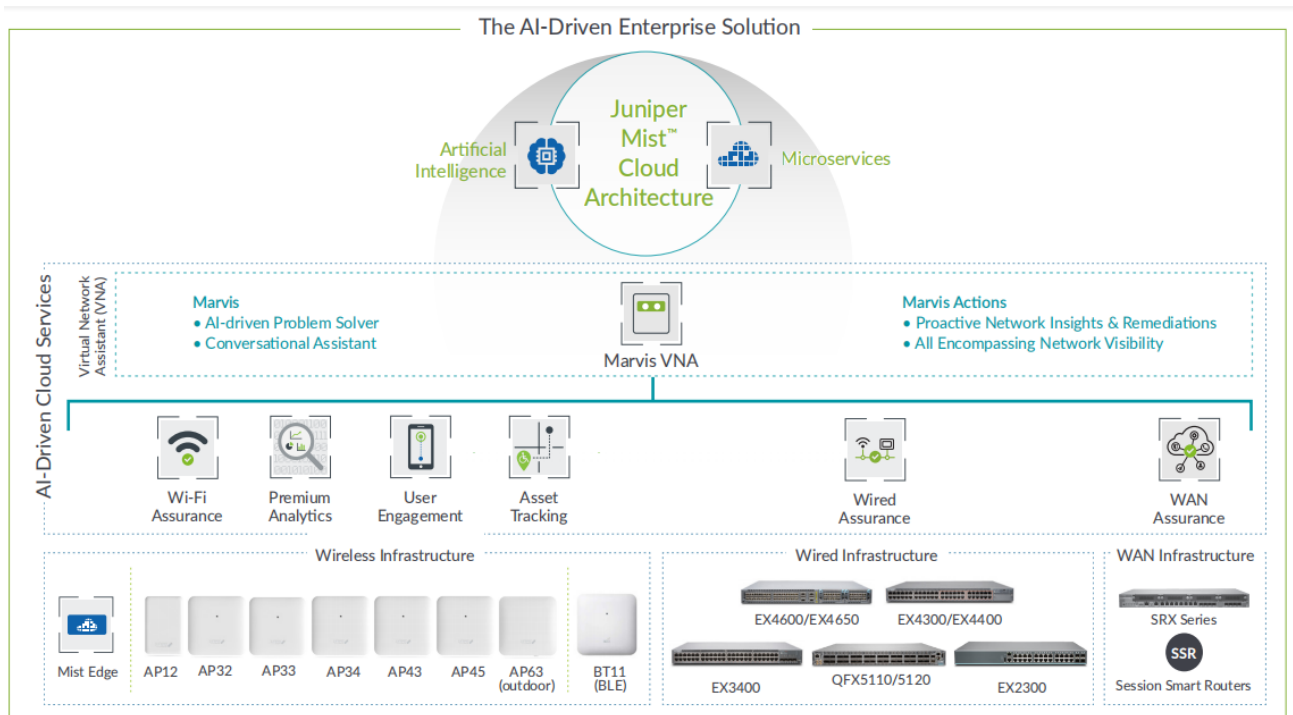 The AI-Driven Enterprise Solution
Juniper
Mist™
Cloud
Architecture
Artificial
Intelligence
Microservices
AI-Driven Cloud Services
Virtual Network
Assistant (VNA)
Marvis
• AI-driven Problem Solver
• Conversational Assistant
Marvis VNA
Marvis Actions
• Proactive Network Insights & Remediations
• All Encompassing Network Visibility
Wi-Fi
Assurance
Premium
Analytics
User
Engagement
Asset
Tracking
Wired
Assurance
WAN
Assurance
Wireless Infrastructure
Mist Edge
AP12
AP32
AP33
AP34
AP43
AP45
AP63
(outdoor)
BT11
(BLE)
Wired Infrastructure
EX4600/EX4650
EX4300/EX4400
EX3400
QFX5110/5120
EX2300
WAN Infrastructure
SRX Series
SSR
Session Smart Routers